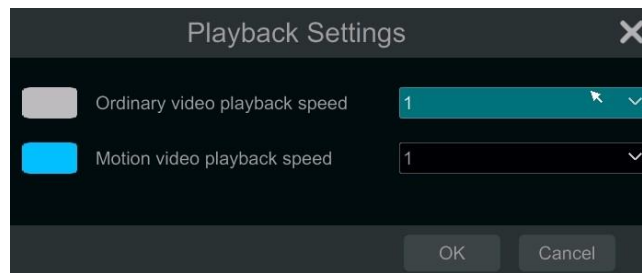 Playback Settings
Ordinary video playback speed 1
Motion video playback speed 1
OK Cancel